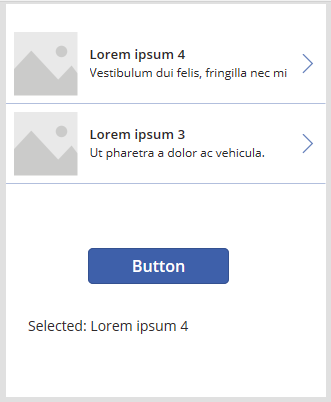 Lorem ipsum 4
Vestibulum dui felis, fringilla nec mi
Lorem ipsum 3
Ut pharetra a dolor ac vehicula.
Button
Selected: Lorem ipsum 4